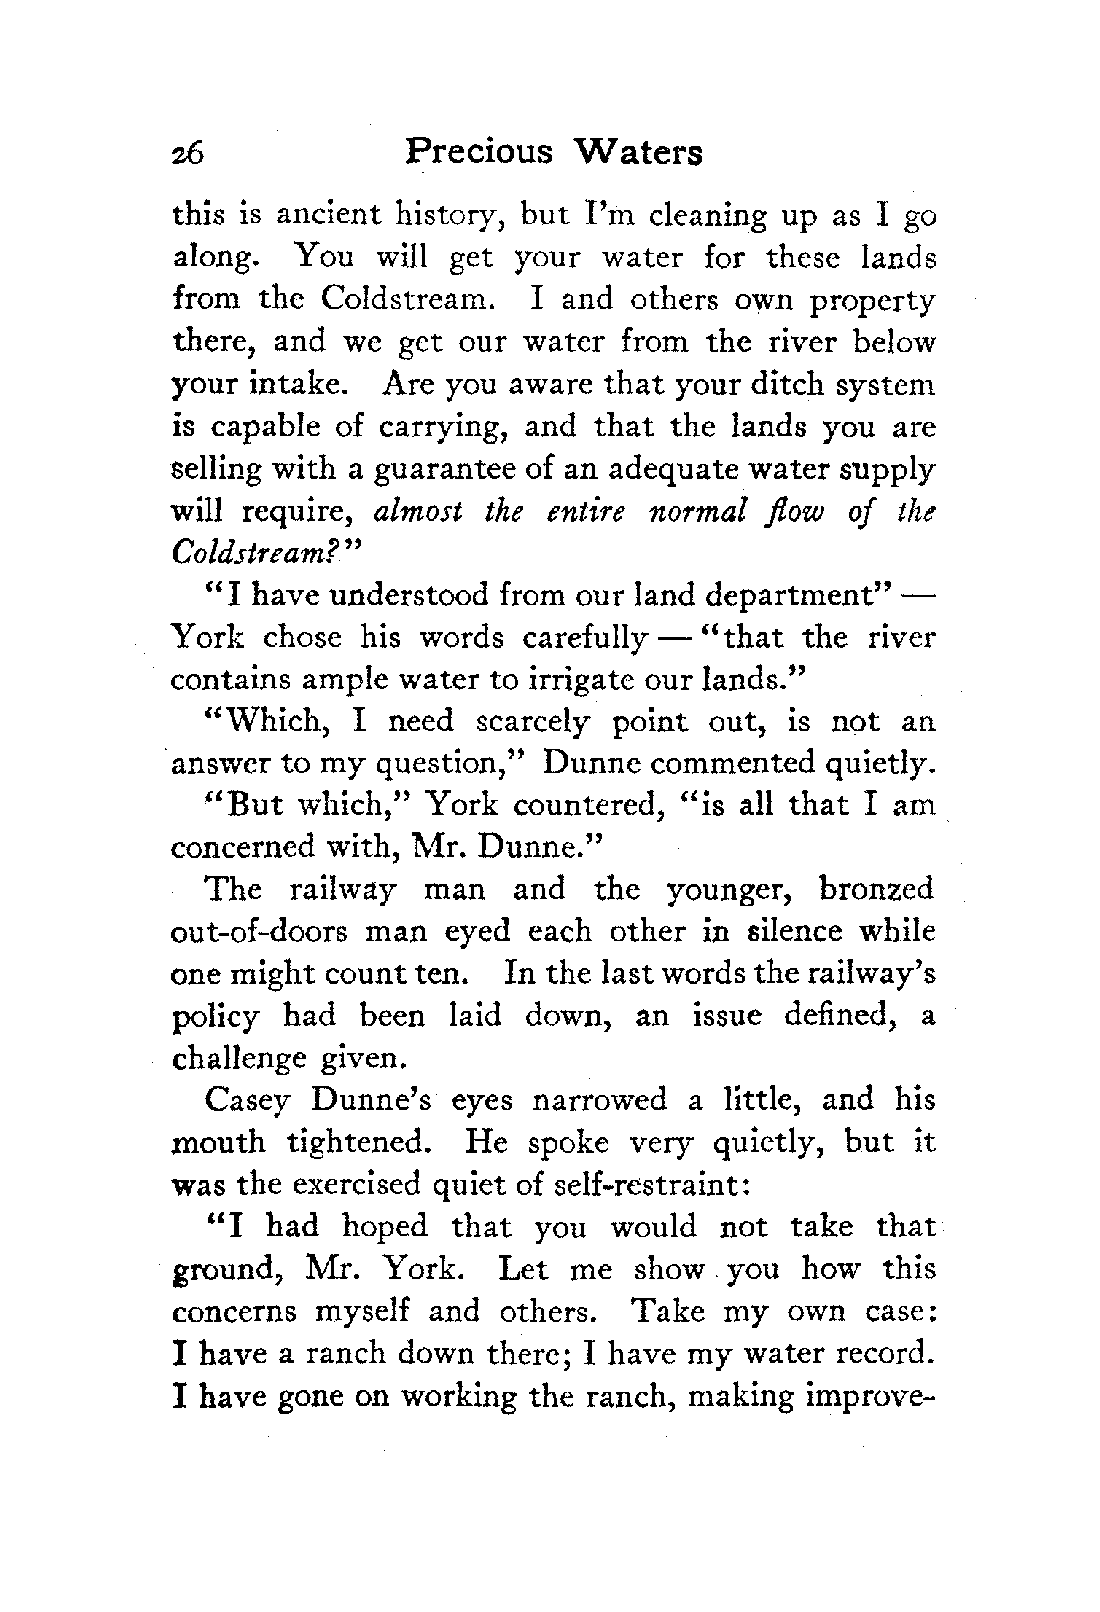 26 Precious Waters
this is ancient history, but I'm cleaning up as I go
along. You will get your water for these lands
from the Coldstream. I and others own property
there, and we get our water from the river below
your intake. Are you aware that your ditch system
is capable of carrying, and that the lands you are
selling with a guarantee of an adequate water supply
will require, almost the entire normal flow of the
Coldstream?"
"I have understood from our land department" —
York chose his words carefully — "that the river
contains ample water to irrigate our lands."
"Which, I need scarcely point out, is not an
answer to my question," Dunne commented quietly.
"But which," York countered, "is all that I am
concerned with, Mr. Dunne."
The railway man and the younger, bronzed
out-of-doors man eyed each other in silence while
one might count ten. In the last words the railway's
policy had been laid down, an issue defined, a
challenge given.
Casey Dunne's eyes narrowed a little, and his
mouth tightened. He spoke very quietly, but it
was the exercised quiet of self-restraint:
"I had hoped that you would not take that
ground, Mr. York. Let me show you how this
concerns myself and others. Take my own case:
I have a ranch down there; I have my water record.
I have gone on working the ranch, making improve-